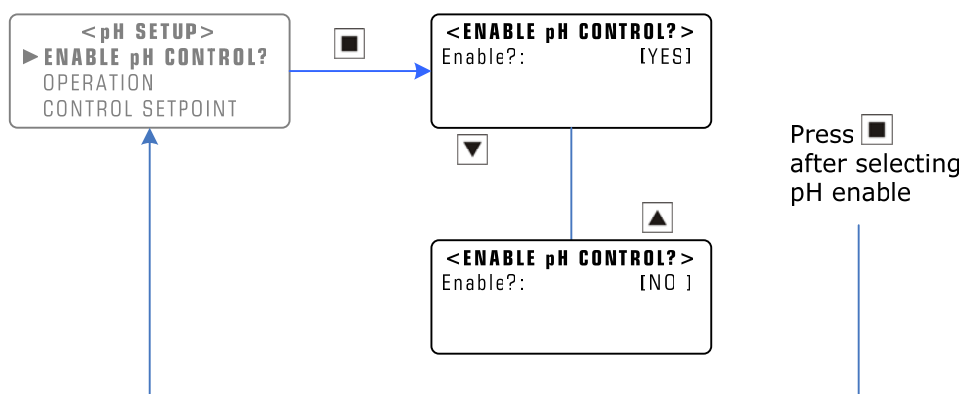 <pH SETUP>
▶ENABLE pH CONTROL?
OPERATION
CONTROL SETPOINT
<ENABLE pH CONTROL?>
Enable?: [YES]
<ENABLE pH CONTROL?>
Enable?: [NO ]
Press
after selecting
pH enable